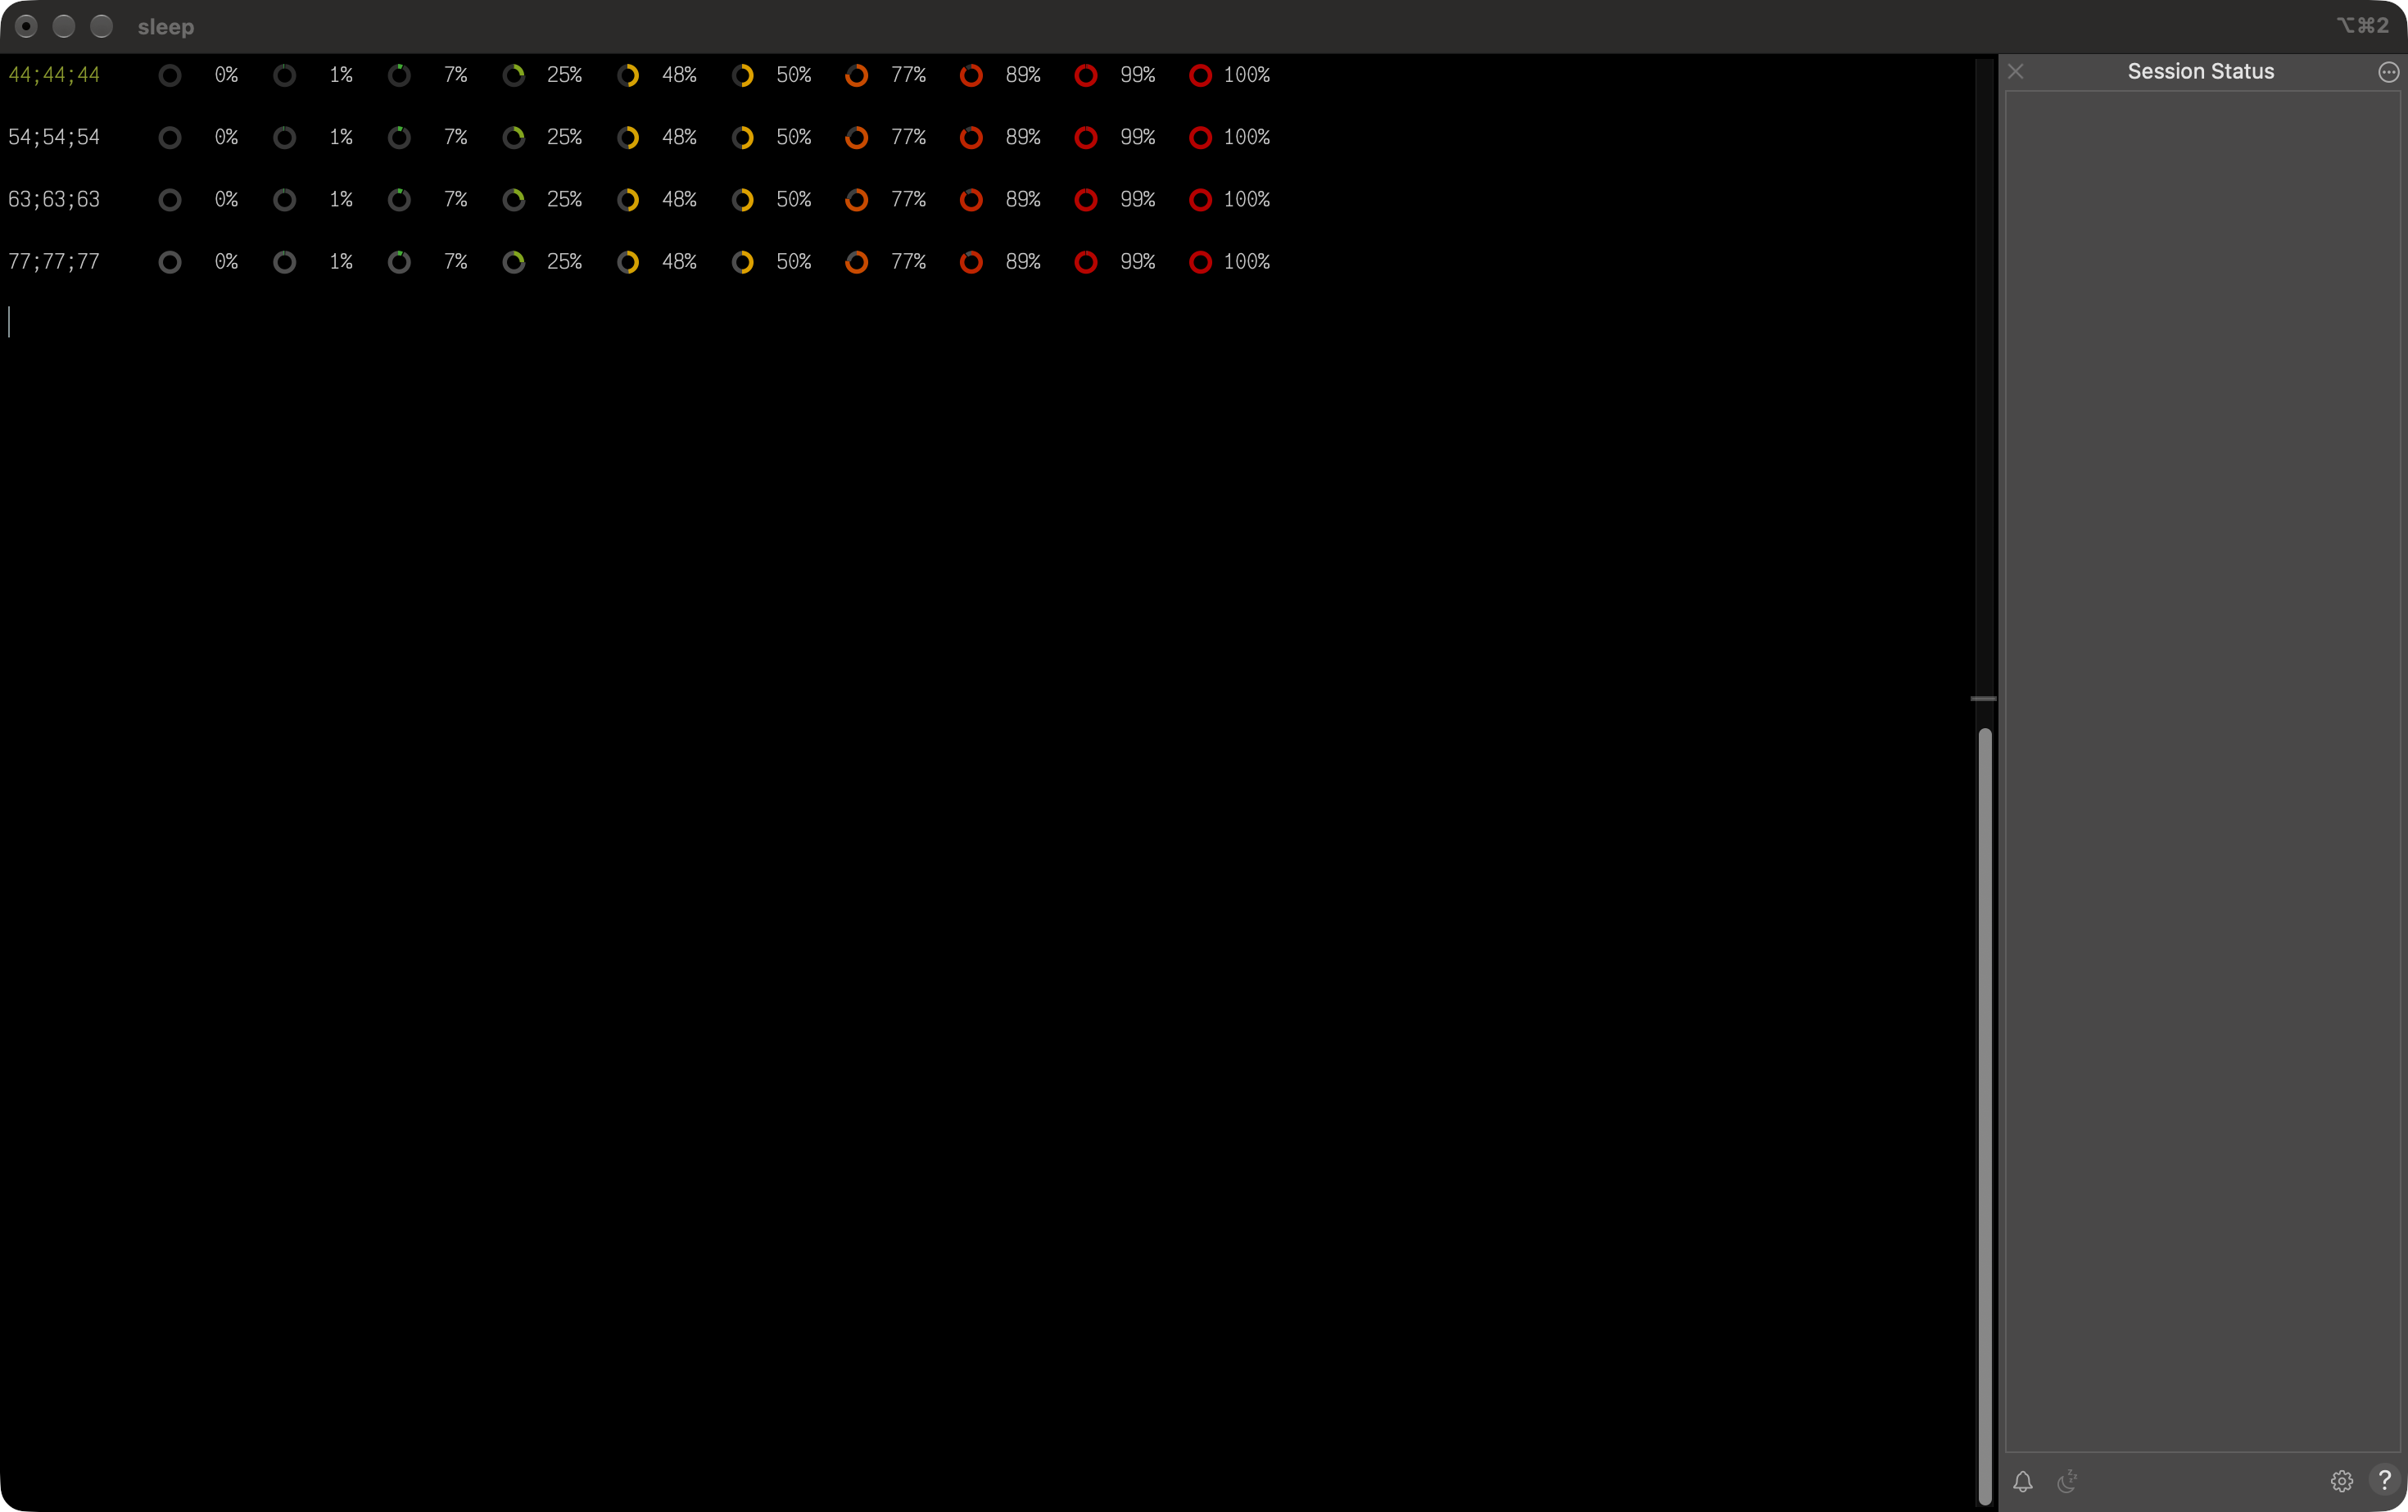 sleep ⌥⌘2
44;44;44 0% 1% 7% 25% 48% 50% 77% 89% 99% 100%
54;54;54 0% 1% 7% 25% 48% 50% 77% 89% 99% 100%
63;63;63 0% 1% 7% 25% 48% 50% 77% 89% 99% 100%
77;77;77 0% 1% 7% 25% 48% 50% 77% 89% 99% 100%
Session Status
?